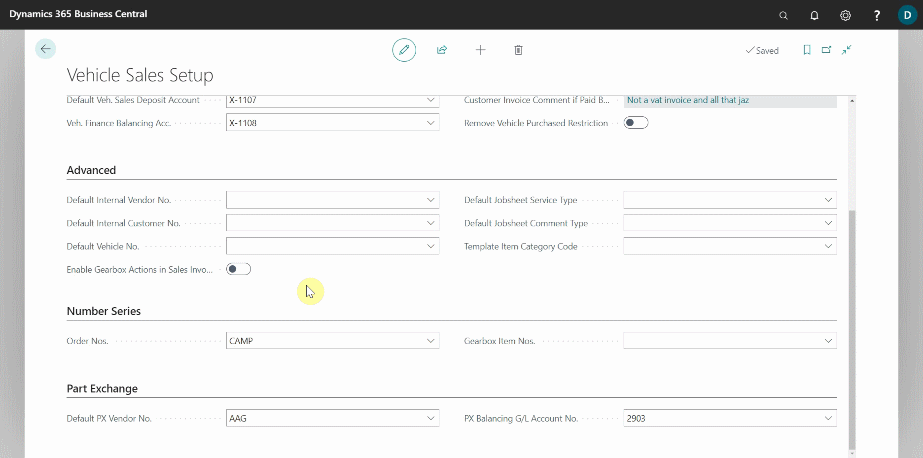 Dynamics 365 Business Central
?
D
Saved
Vehicle Sales Setup
Default Veh. Sales Deposit Account
X-1107
Customer Invoice Comment if Paid B...
Not a vat invoice and all that jaz
Veh. Finance Balancing Acc.
X-1108
Remove Vehicle Purchased Restriction
Advanced
Default Internal Vendor No.
Default Jobsheet Service Type
Default Internal Customer No.
Default Jobsheet Comment Type
Default Vehicle No.
Template Item Category Code
Enable Gearbox Actions in Sales Invo...
Number Series
Order Nos.
CAMP
Gearbox Item Nos.
Part Exchange
Default PX Vendor No.
AAG
PX Balancing G/L Account No.
2903